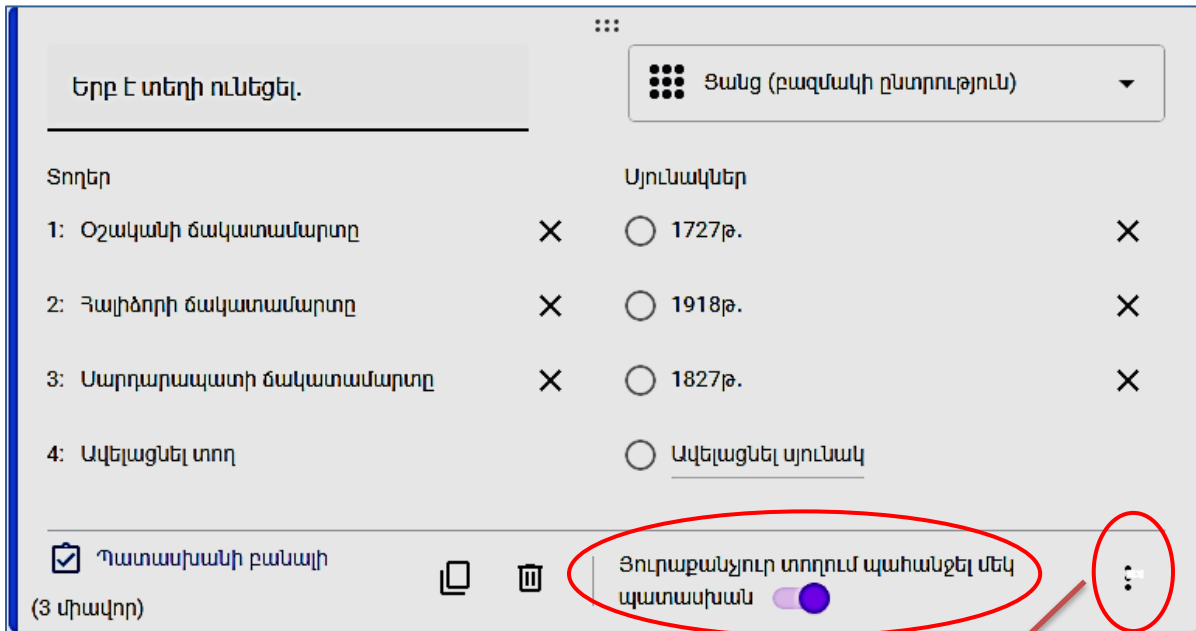 Երբ է տեղի ունեցել.
Ցանց (բազմակի ընտրություն)
Տողեր
Սյունակներ
1: Օշականի ճակատամարտը
1727թ.
2: Հալիձորի ճակատամարտը
1918թ.
3: Սարդարապատի ճակատամարտը
1827թ.
4: Ավելացնել տող
Ավելացնել սյունակ
Պատասխանի բանալի
(3 միավոր)
Յուրաքանչյուր տողում պահանջել մեկ
պատասխան